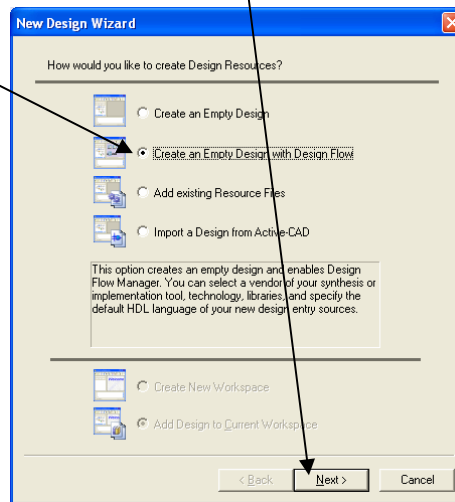 New Design Wizard
How would you like to create Design Resources?
Create an Empty Design
Create an Empty Design with Design Flow
Add existing Resource Files
Import a Design from Active-CAD
This option creates an empty design and enables Design
Flow Manager. You can select a vendor of your synthesis or
implementation tool, technology, libraries, and specify the
default HDL language of your new design entry sources.
Create New Workspace
Add Design to Current Workspace
< Back Next > Cancel